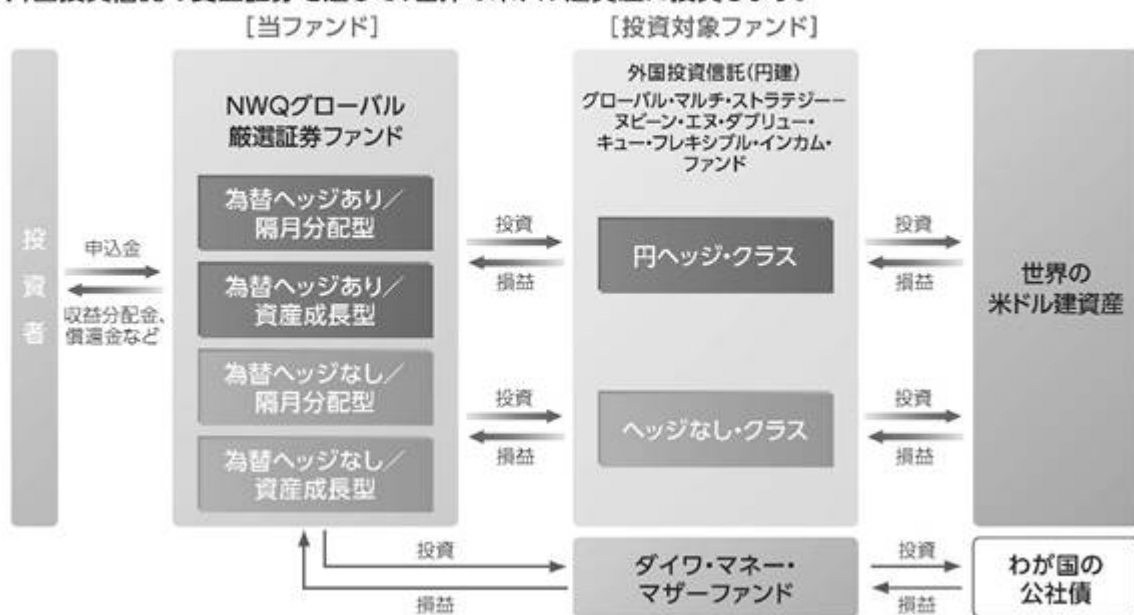 [当ファンド]
[投資対象ファンド]
投資者
申込金
収益分配金、
償還金など
NWQグローバル
厳選証券ファンド
為替ヘッジあり／
隔月分配型
為替ヘッジあり／
資産成長型
為替ヘッジなし／
隔月分配型
為替ヘッジなし／
資産成長型
投資
損益
投資
損益
外国投資信託(円建)
グローバル・マルチ・ストラテジー−
ヌビーン・エヌ・ダブリュー・
キュー・フレキシブル・インカム・
ファンド
円ヘッジ・クラス
ヘッジなし・クラス
投資
損益
投資
損益
世界の
米ドル建資産
投資
損益
ダイワ・マネー・
マザーファンド
投資
損益
わが国の
公社債